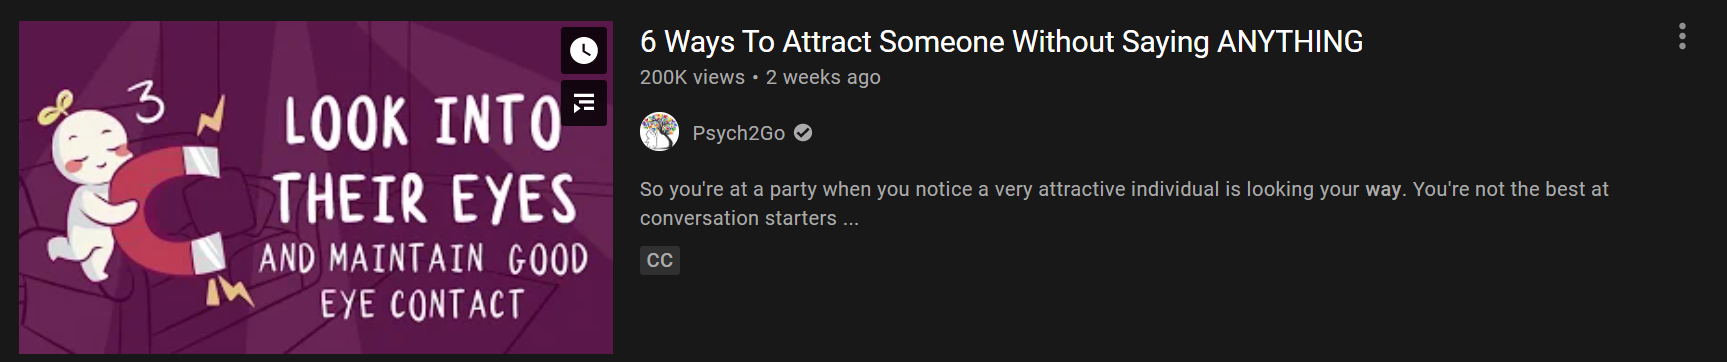 3
LOOK INTO
THEIR EYES
AND MAINTAIN GOOD
EYE CONTACT
6 Ways To Attract Someone Without Saying ANYTHING
200K views • 2 weeks ago
Psych2Go
So you're at a party when you notice a very attractive individual is looking your way. You're not the best at
conversation starters ...
CC